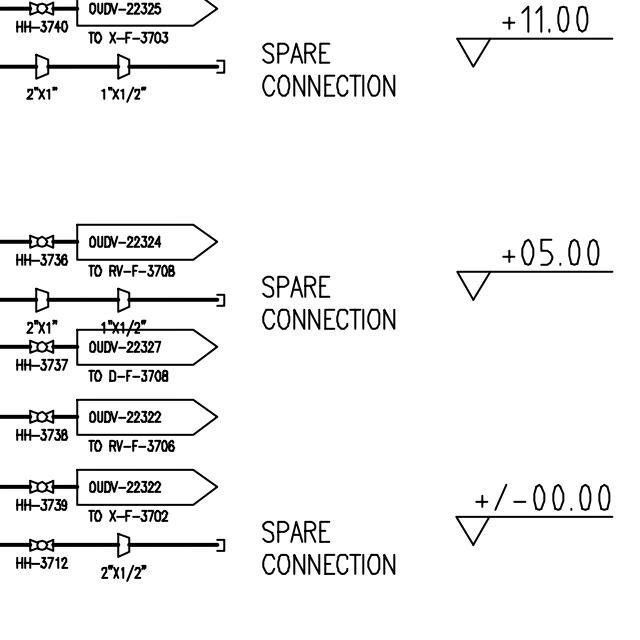 OUDV-22325
+11.00
HH-3740
TO X-F-3703
SPARE
CONNECTION
2"X1"
1"X1/2"
OUDV-22324
+05.00
HH-3736
TO RV-F-3708
SPARE
CONNECTION
2"X1"
1"X1/2"
OUDV-22327
HH-3737
TO D-F-3708
OUDV-22322
HH-3738
TO RV-F-3706
OUDV-22322
+/-00.00
HH-3739
TO X-F-3702
SPARE
CONNECTION
HH-3712
2"X1/2"